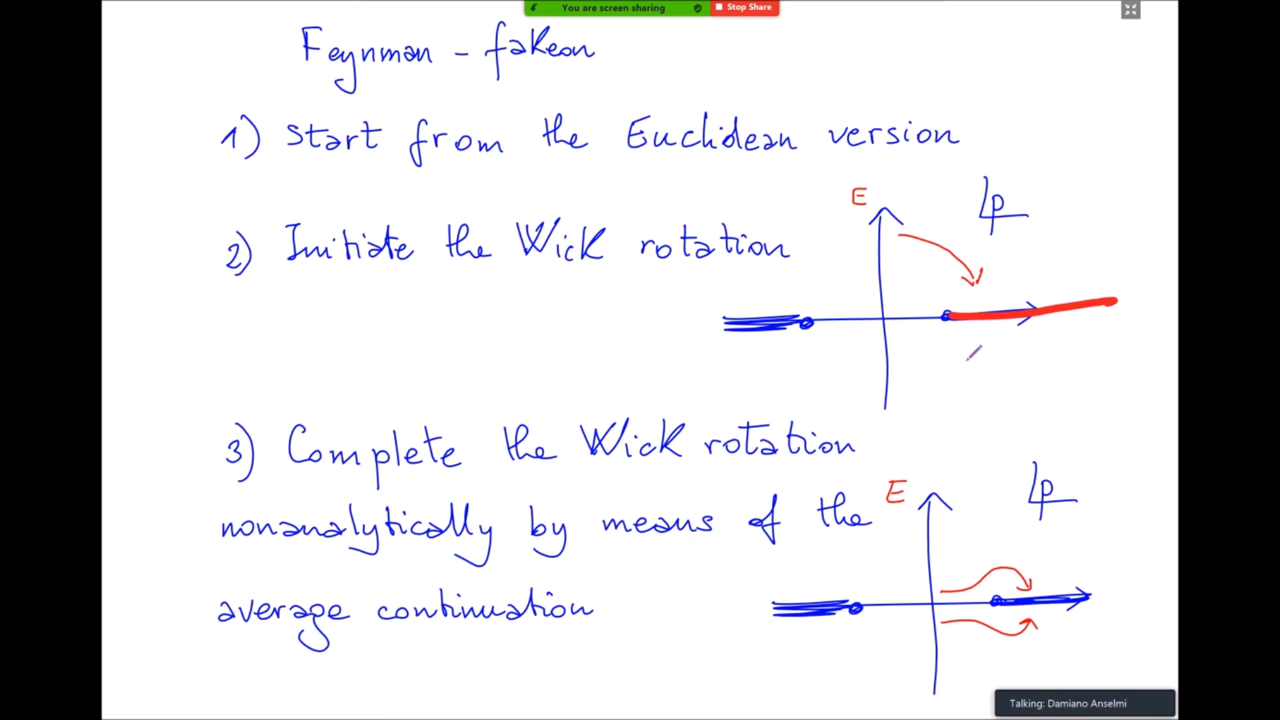 You are screen sharing
Stop Share
Feynman - fakeon
1) Start from the Euclidean version
E
p
2) Initiate the Wick rotation
3) Complete the Wick rotation
E
p
nonanalytically by means of the
average continuation
Talking: Damiano Anselmi